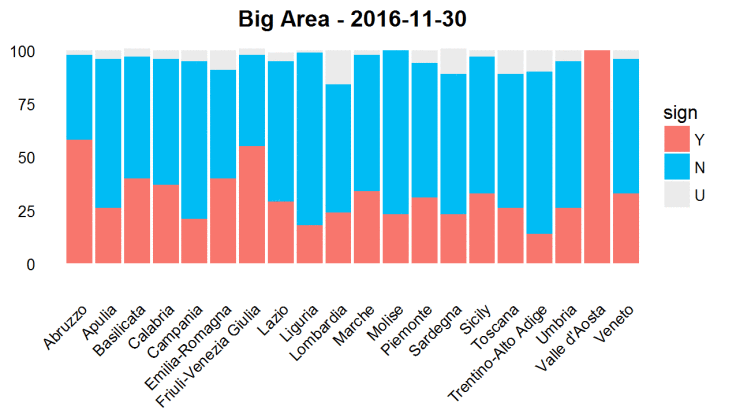 Big Area - 2016-11-30
100
75
50
25
0
Abruzzo
Apulia
Basilicata
Calabria
Campania
Emilia-Romagna
Friuli-Venezia Giulia
Lazio
Liguria
Lombardia
Marche
Molise
Piemonte
Sardegna
Sicily
Toscana
Trentino-Alto Adige
Umbria
Valle d'Aosta
Veneto
sign
Y
N
U